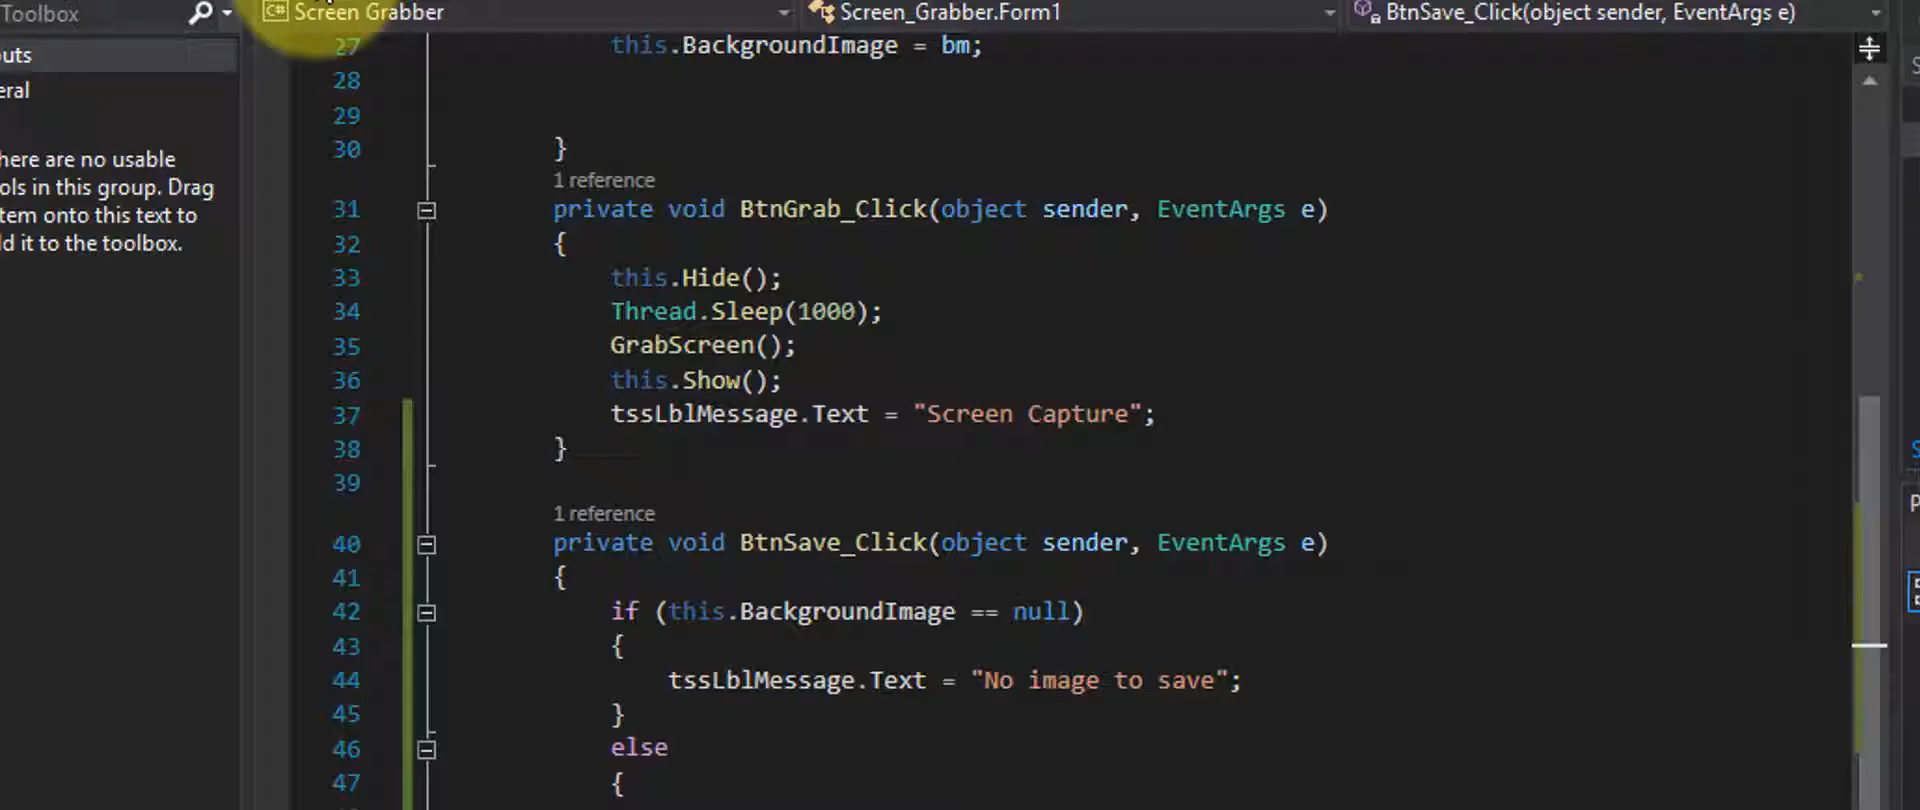 Toolbox
Screen Grabber
Screen_Grabber.Form1
BtnSave_Click(object sender, EventArgs e)
here are no usable
ols in this group. Drag
tem onto this text to
d it to the toolbox.
27 this.BackgroundImage = bm;
28
29
30 }
1 reference
31 private void BtnGrab_Click(object sender, EventArgs e)
32 {
33 this.Hide();
34 Thread.Sleep(1000);
35 GrabScreen();
36 this.Show();
37 tssLblMessage.Text = "Screen Capture";
38 }
39
1 reference
40 private void BtnSave_Click(object sender, EventArgs e)
41 {
42 if (this.BackgroundImage == null)
43 {
44 tssLblMessage.Text = "No image to save";
45 }
46 else
47 {